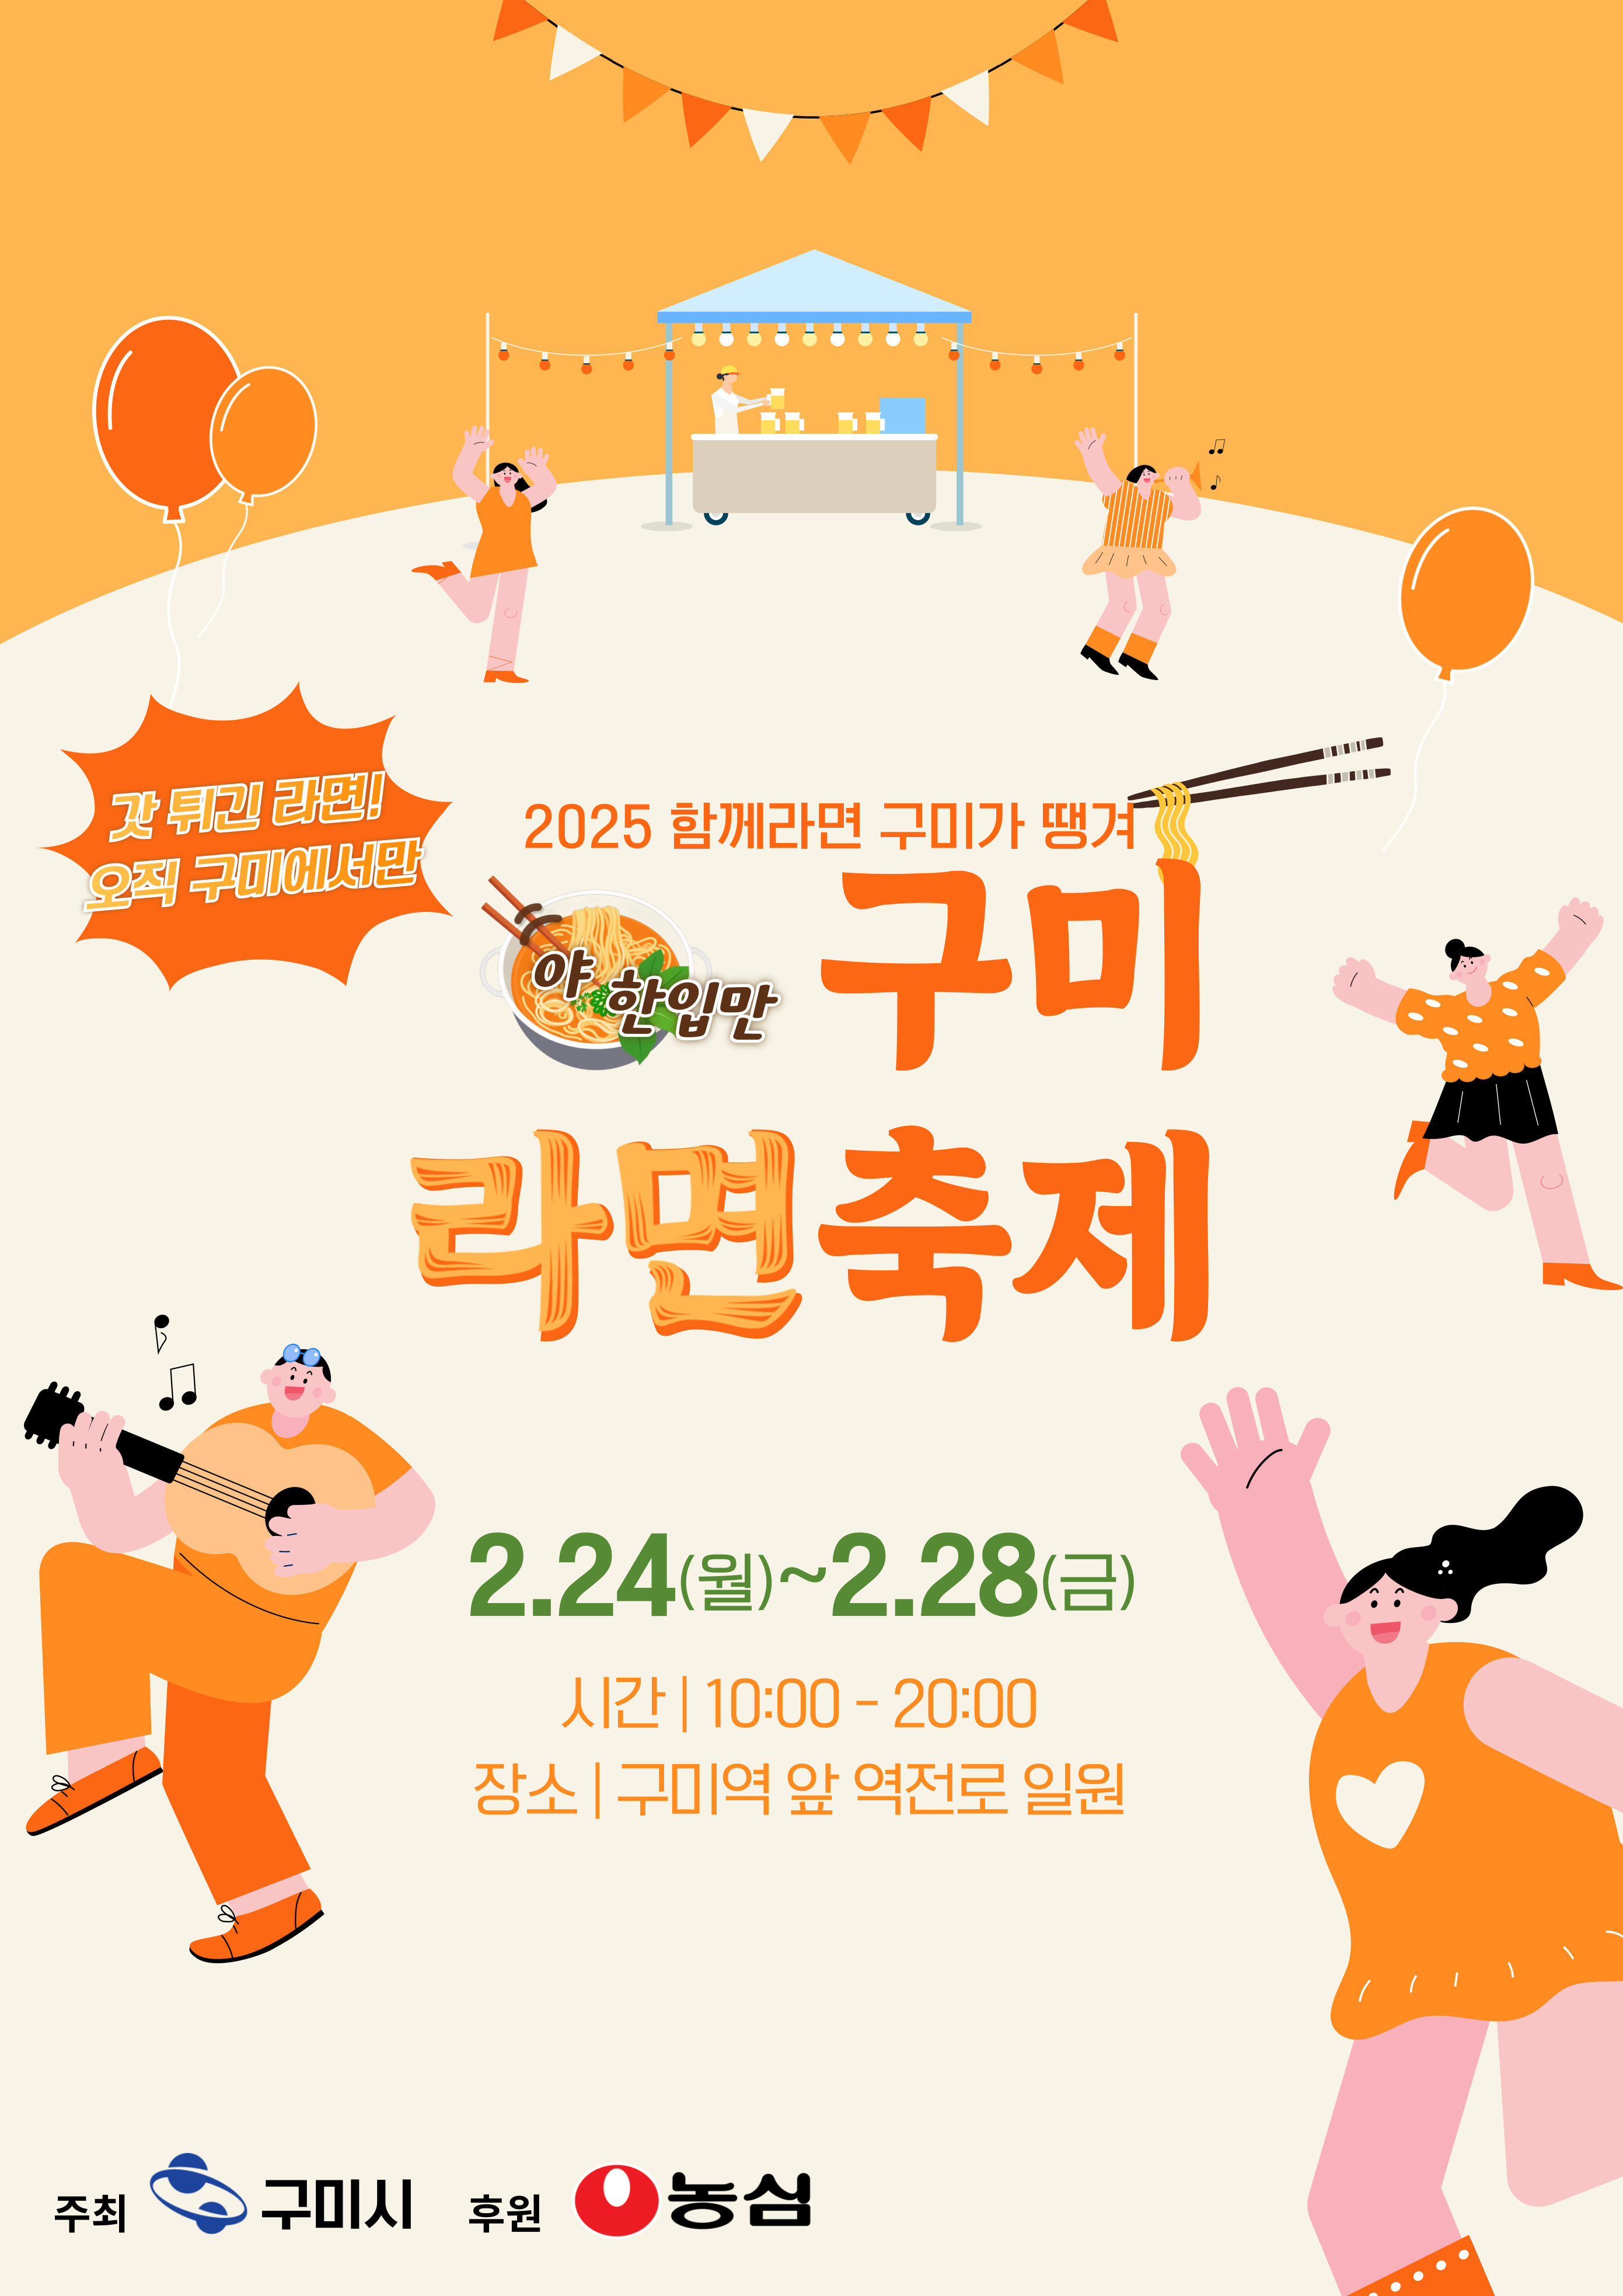 갓 튀긴 라면!
오직 구미에서만
2025 함께라면 구미가 땡겨
야 한입만
구미
라면축제
2.24(월)~2.28(금)
시간 | 10:00 - 20:00
장소 | 구미역 앞 역전로 일원
주최 구미시 후원 농심